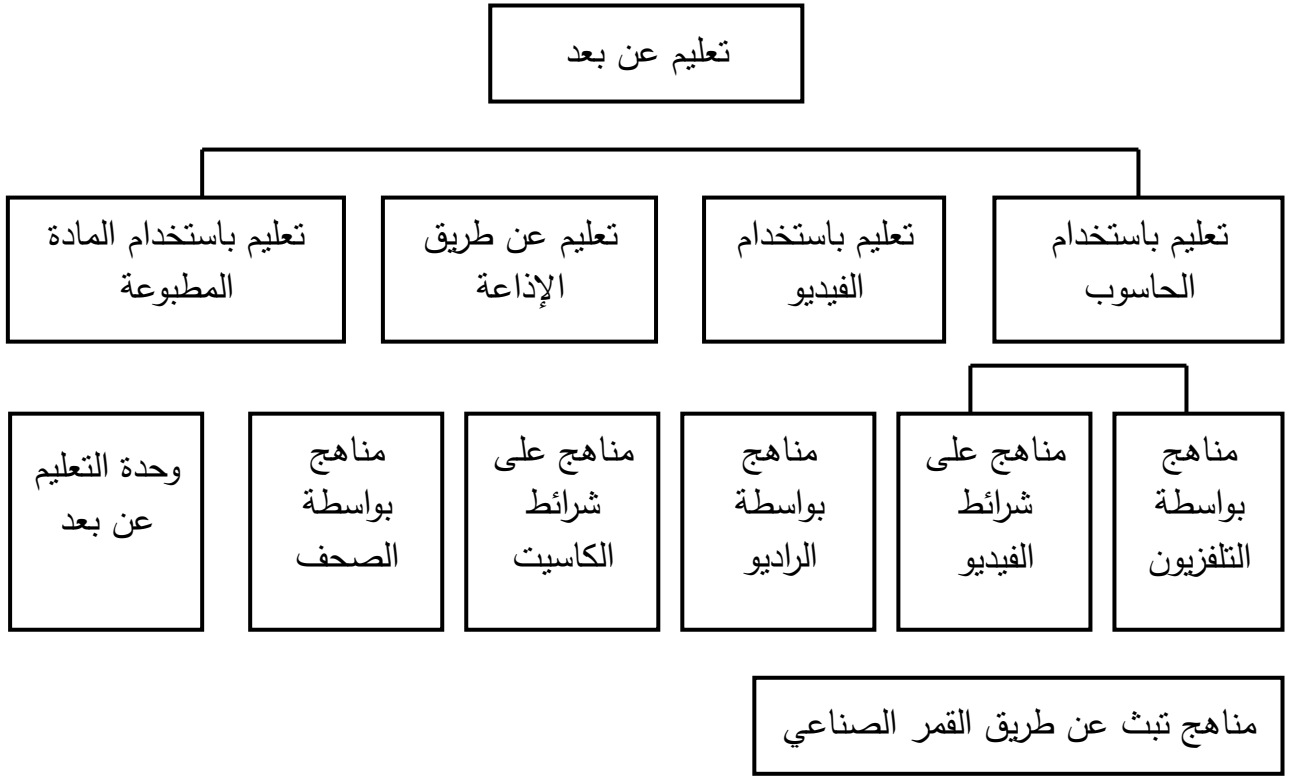 تعليم عن بعد
تعليم باستخدام
الحاسوب
تعليم باستخدام
الفيديو
تعليم عن طريق
الإذاعة
تعليم باستخدام المادة
المطبوعة
مناهج
بواسطة
التلفزيون
مناهج على
شرائط
الفيديو
مناهج
بواسطة
الراديو
مناهج على
شرائط
الكاسيت
مناهج
بواسطة
الصحف
وحدة التعليم
عن بعد
مناهج تبث عن طريق القمر الصناعي